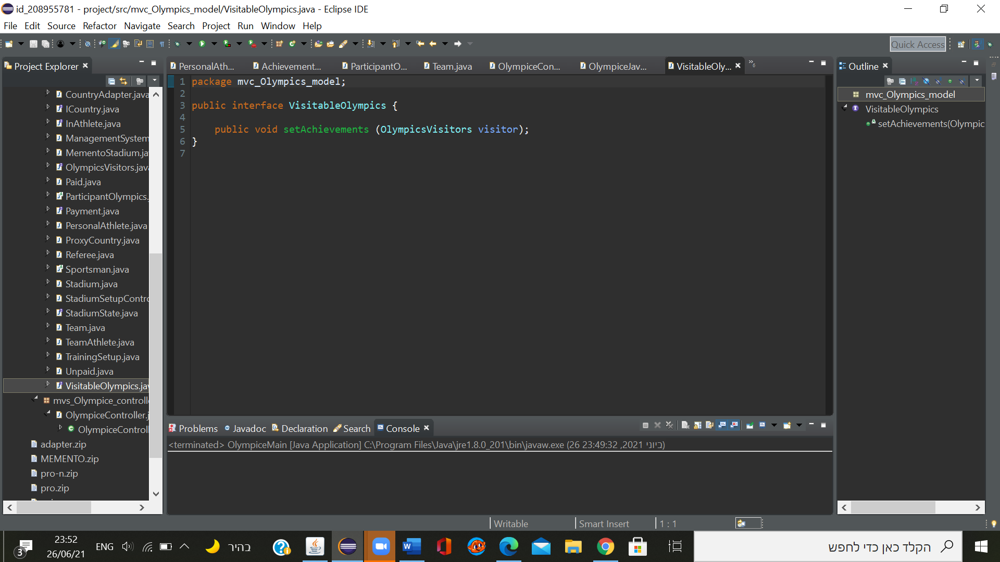 id_208955781 - project/src/mvc_Olympics_model/VisitableOlympics.java - Eclipse IDE
File Edit Source Refactor Navigate Search Project Run Window Help
Quick Access
Project Explorer
CountryAdapter.java
ICountry.java
InAthlete.java
ManagementSystem
MementoStadium.ja
OlympicsVisitors.java
Paid.java
ParticipantOlympics.
Payment.java
PersonalAthlete.java
ProxyCountry.java
Referee.java
Sportsman.java
Stadium.java
StadiumSetupContro
StadiumState.java
Team.java
TeamAthlete.java
TrainingSetup.java
Unpaid.java
VisitableOlympics.jav
mvs_Olympice_controll
OlympiceController.j
OlympiceControll
adapter.zip
MEMENTO.zip
pro-n.zip
pro.zip
PersonalAth... Achievement... ParticipantO... Team.java OlympiceCon... OlympiceJav... VisitableOly... »6
1 package mvc_Olympics_model;
2
3 public interface VisitableOlympics {
4
5 public void setAchievements (OlympicsVisitors visitor);
6 }
7
Outline
mvc_Olympics_model
VisitableOlympics
setAchievements(Olympic
Problems @ Javadoc Declaration Search Console
<terminated> OlympiceMain [Java Application] C:\Program Files\Java\jre1.8.0_201\bin\javaw.exe (26 ביוני 2021, 23:49:32)
Writable Smart Insert 1 : 1
3
23:52
26/06/21
ENG
בהיר
הקלד כאן כדי לחפש